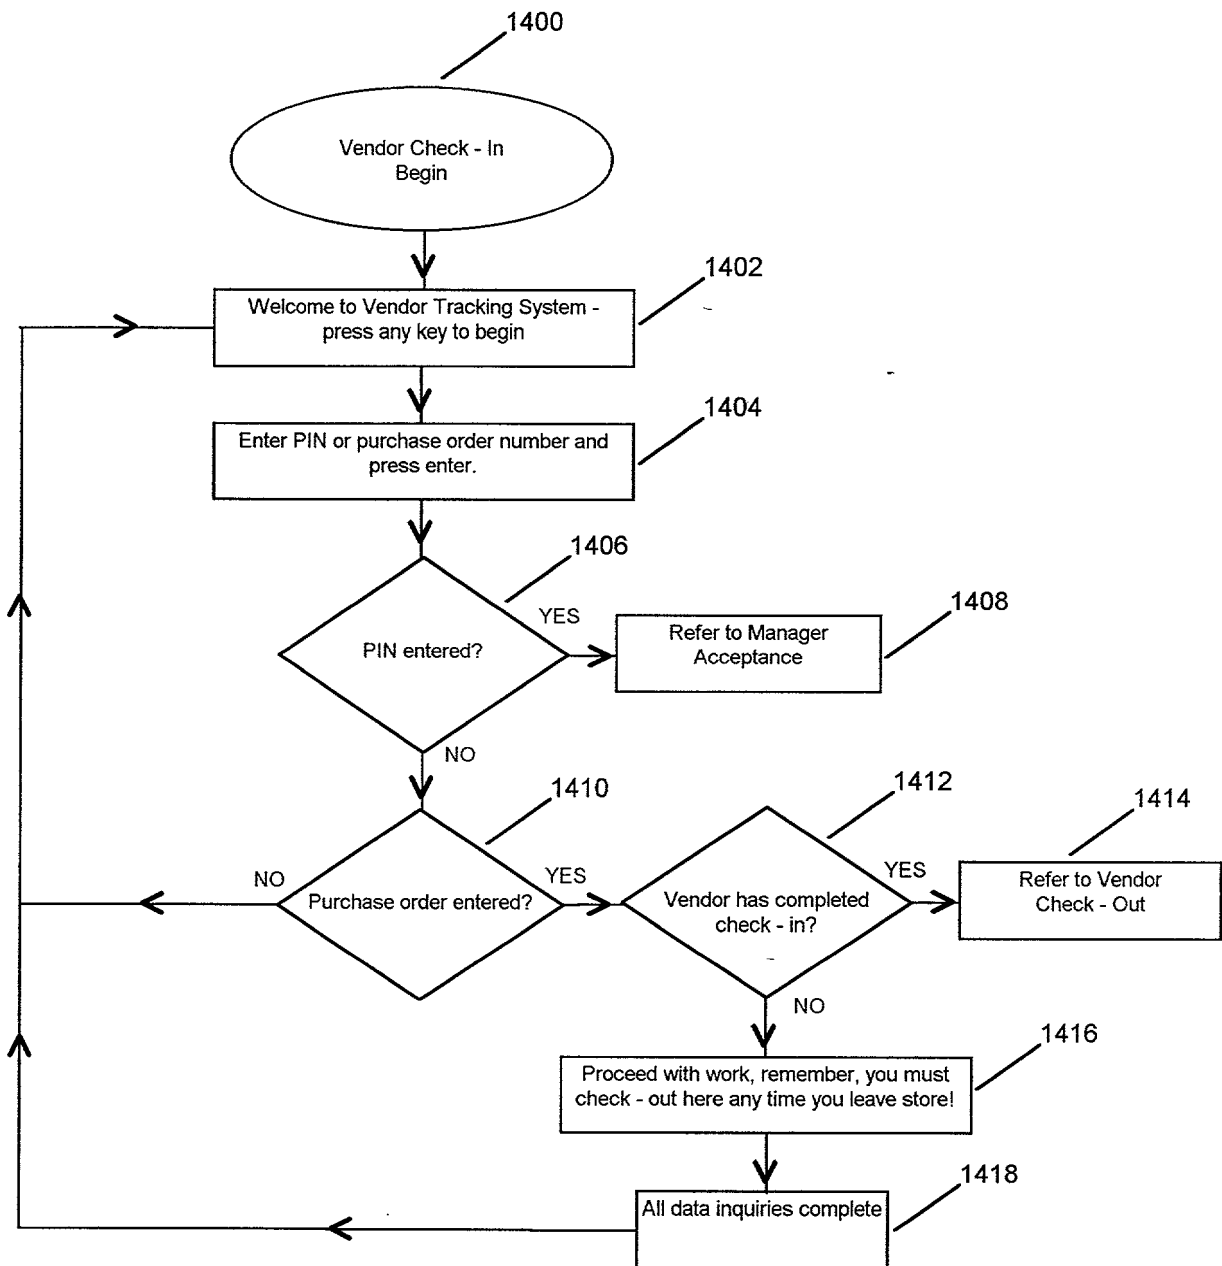 1400
Vendor Check - In
Begin
1402
Welcome to Vendor Tracking System -
press any key to begin
1404
Enter PIN or purchase order number and
press enter.
1406
YES
1408
PIN entered?
Refer to Manager
Acceptance
NO
1410
1412
1414
NO
Purchase order entered?
YES
Vendor has completed
check - in?
YES
Refer to Vendor
Check - Out
NO
1416
Proceed with work, remember, you must
check - out here any time you leave store!
1418
All data inquiries complete